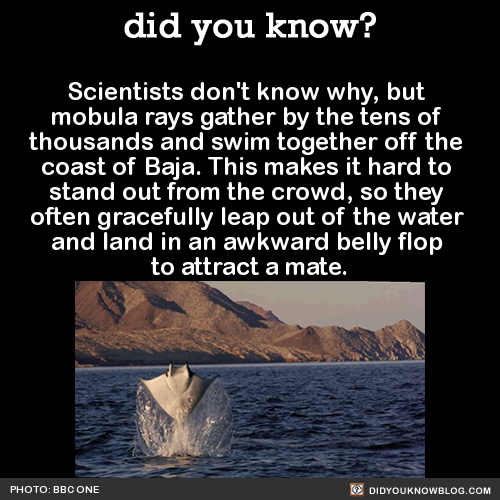 did you know?
Scientists don't know why, but
mobula rays gather by the tens of
thousands and swim together off the
coast of Baja. This makes it hard to
stand out from the crowd, so they
often gracefully leap out of the water
and land in an awkward belly flop
to attract a mate.
PHOTO: BBC ONE
DIDYOUKNOWBLOG.COM